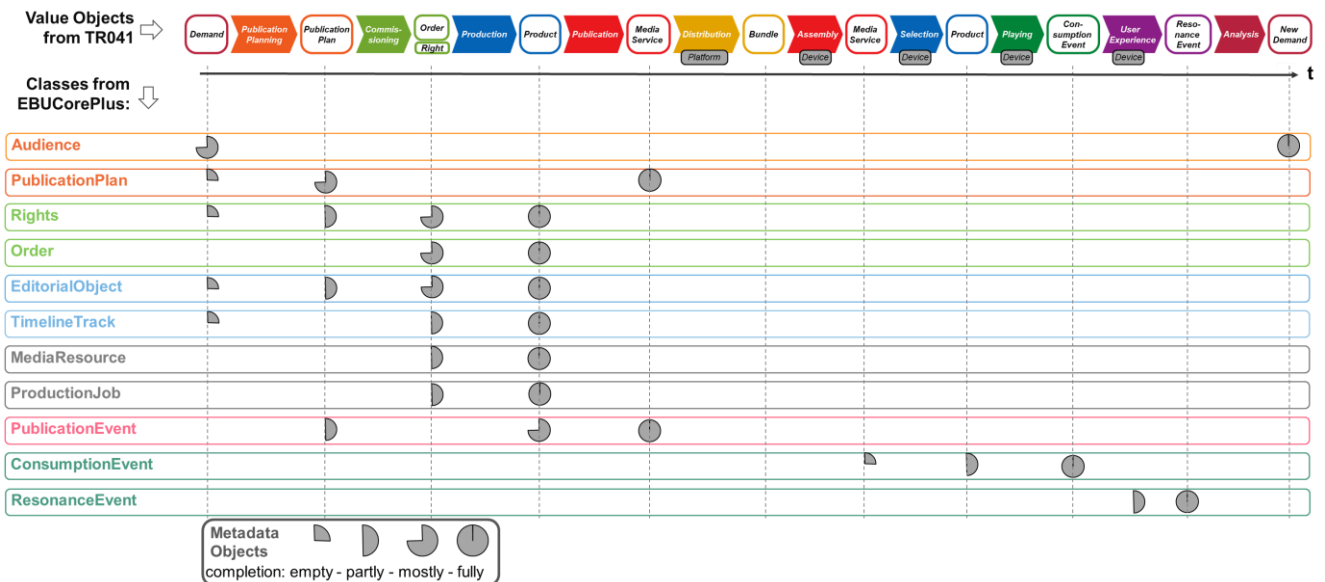 Value Objects
from TR041
Demand
Publication
Planning
Publication
Plan
Commis-
sioning
Order
Right
Production
Product
Publication
Media
Service
Distribution
Platform
Bundle
Assembly
Device
Media
Service
Selection
Device
Product
Playing
Device
Con-
sumption
Event
User
Experience
Device
Reso-
nance
Event
Analysis
New
Demand
t
Classes from
EBUCorePlus:
Audience
PublicationPlan
Rights
Order
EditorialObject
TimelineTrack
MediaResource
ProductionJob
PublicationEvent
ConsumptionEvent
ResonanceEvent
Metadata
Objects
completion: empty - partly - mostly - fully